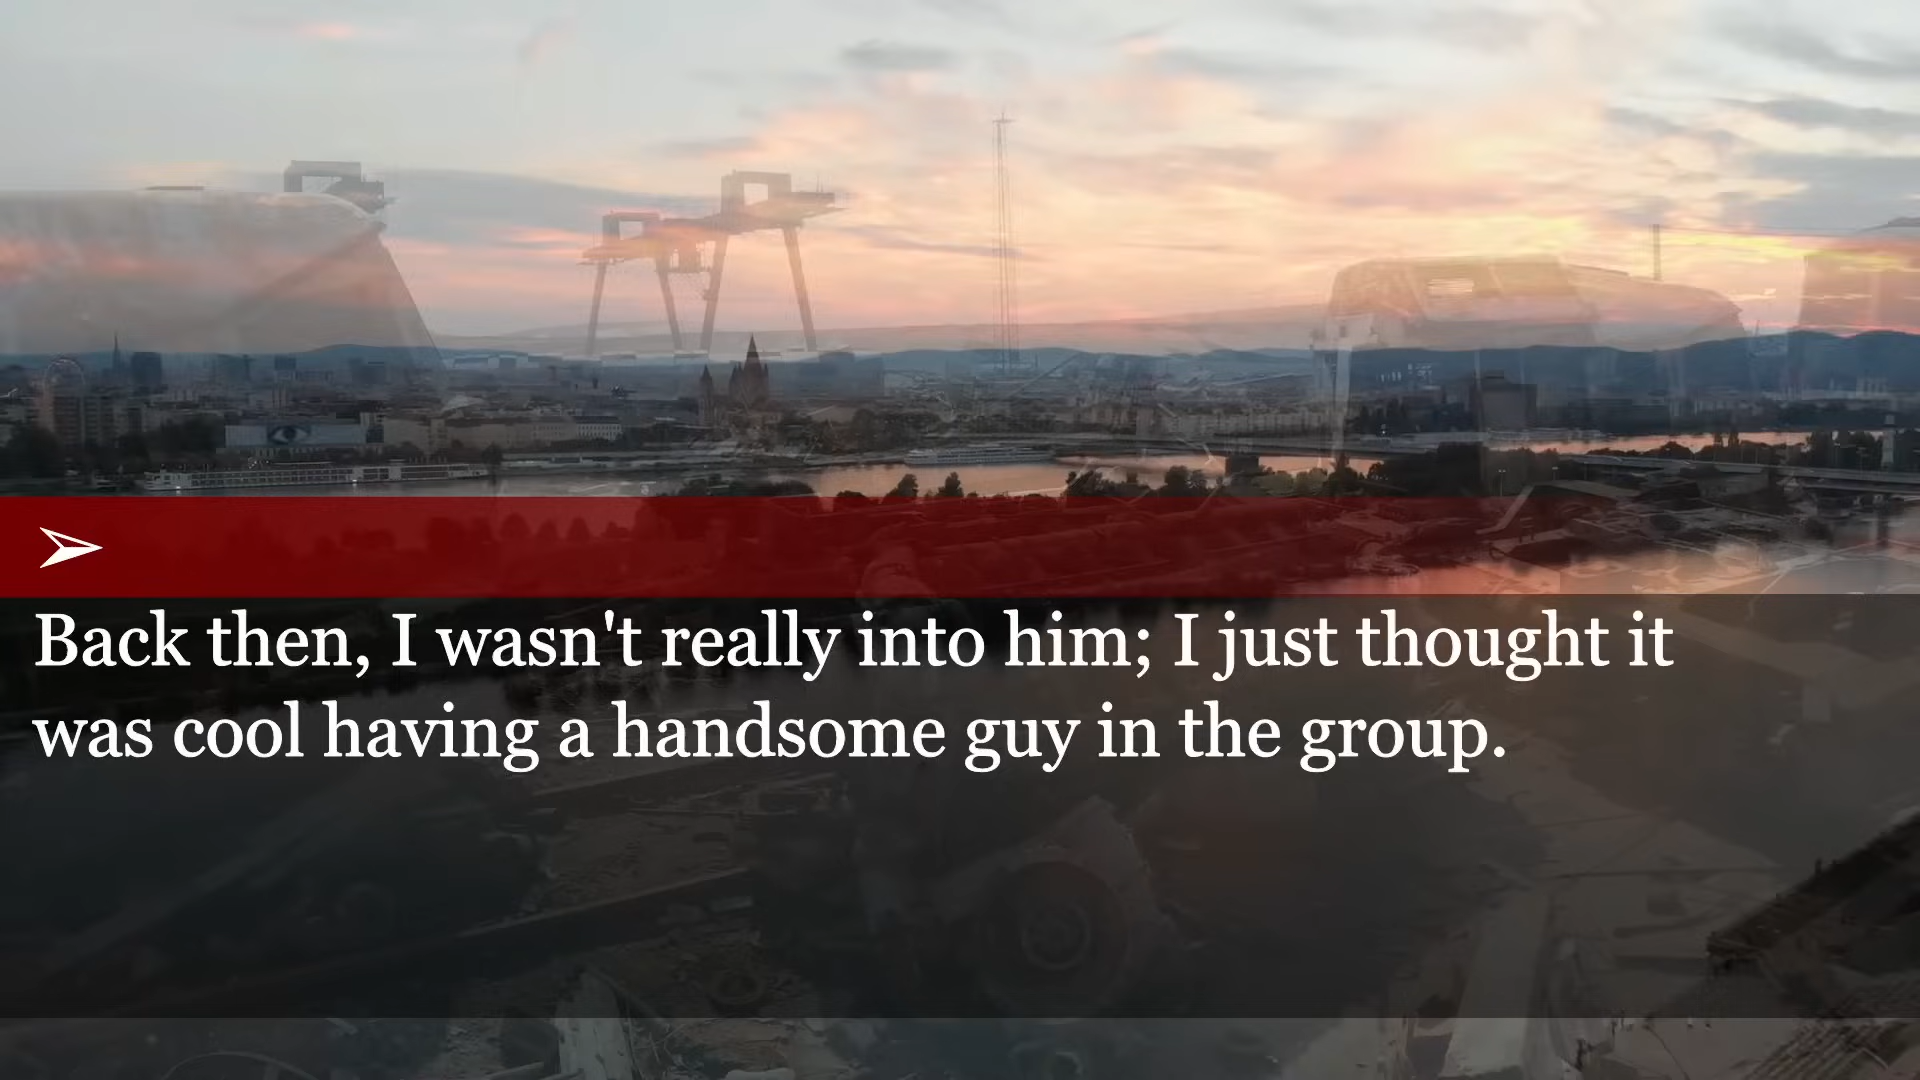 Back then, I wasn't really into him; I just thought it
was cool having a handsome guy in the group.